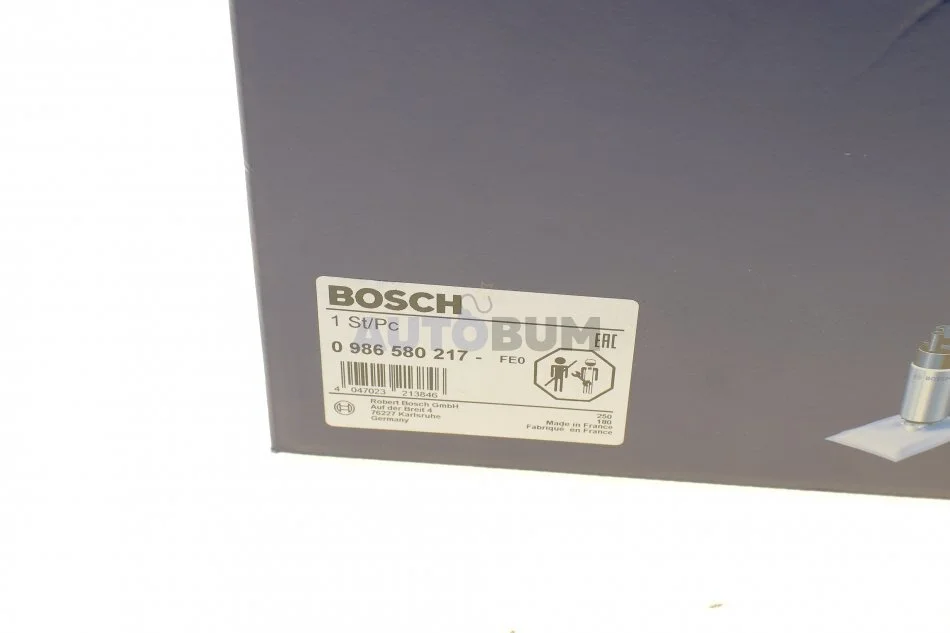 BOSCH
1 St/Pc
AUTOBUM
0 986 580 217 - FE0
EAC
4 047023 213846
Robert Bosch GmbH
Auf der Breit 4
76227 Karlsruhe
Germany
250
180
Made in France
Fabriqué en France
BOSCH